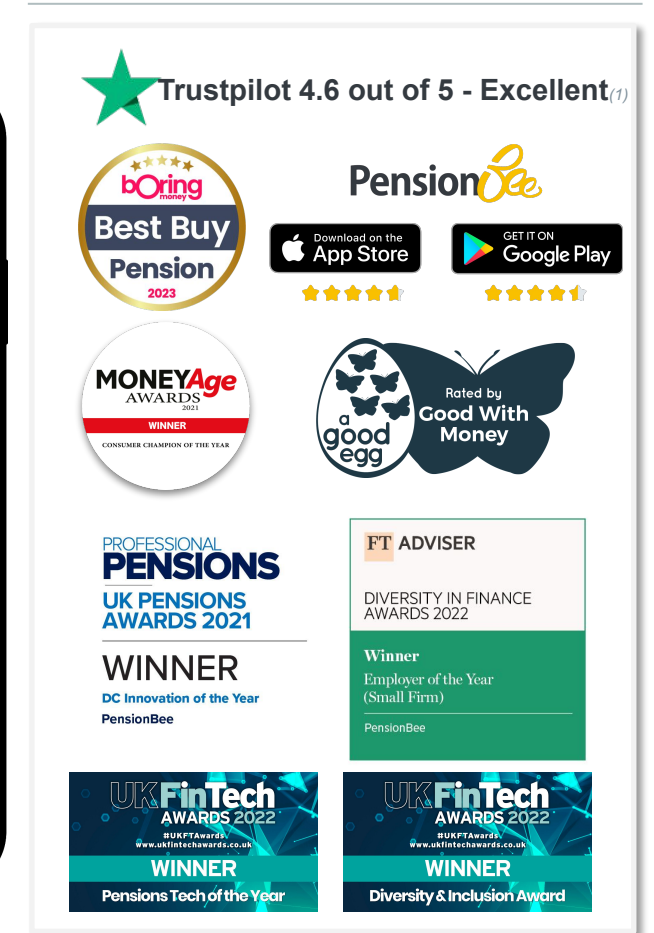 Trustpilot 4.6 out of 5 - Excellent(1)
bOring
money
Best Buy
Pension
2023
PensionBee
Download on the
App Store
GET IT ON
Google Play
MONEYAge
AWARDS
2021
WINNER
CONSUMER CHAMPION OF THE YEAR
a
good
egg
Rated by
Good With
Money
PROFESSIONAL
PENSIONS
UK PENSIONS
AWARDS 2021
WINNER
DC Innovation of the Year
PensionBee
FT ADVISER
DIVERSITY IN FINANCE
AWARDS 2022
Winner
Employer of the Year
(Small Firm)
PensionBee
UK FinTech
AWARDS 2022
#UKFTAwards
www.ukfintechawards.co.uk
WINNER
Pensions Tech of the Year
UK FinTech
AWARDS 2022
#UKFTAwards
www.ukfintechawards.co.uk
WINNER
Diversity & Inclusion Award